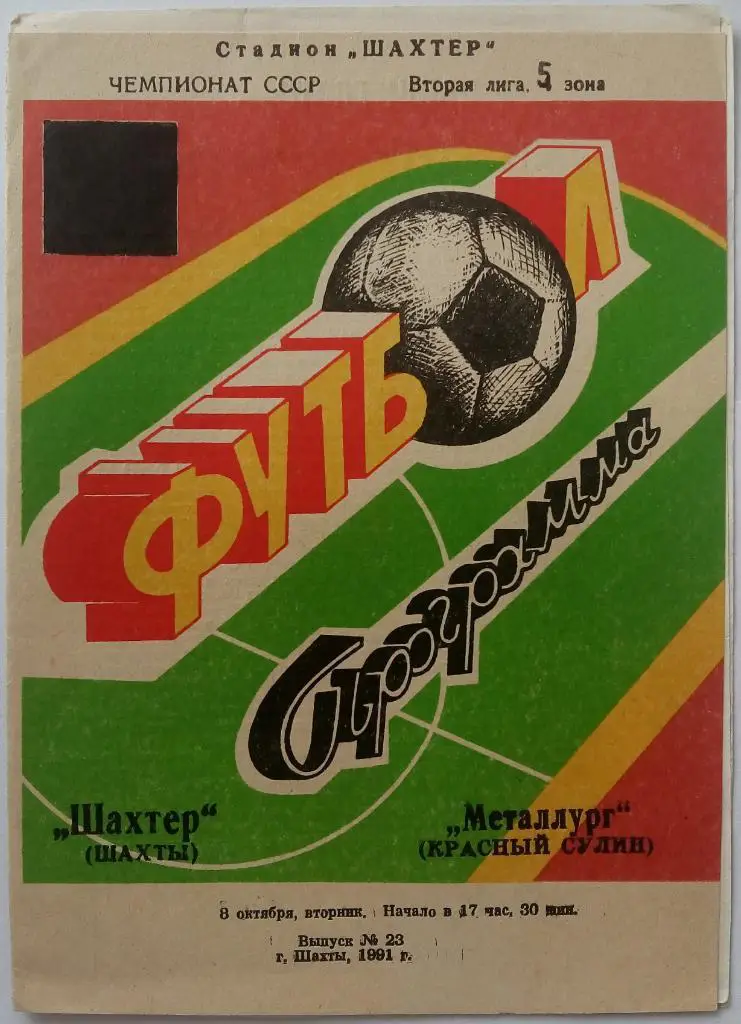 Стадион „ШАХТЕР“
ЧЕМПИОНАТ СССР Вторая лига, 5 зона
ФУТБОЛ
Программа
„Шахтер“ „Металлург“
(ШАХТЫ) (КРАСНЫЙ СУЛИН)
8 октября, вторник. Начало в 17 час. 30 мин.
Выпуск № 23
г. Шахты, 1991 г.